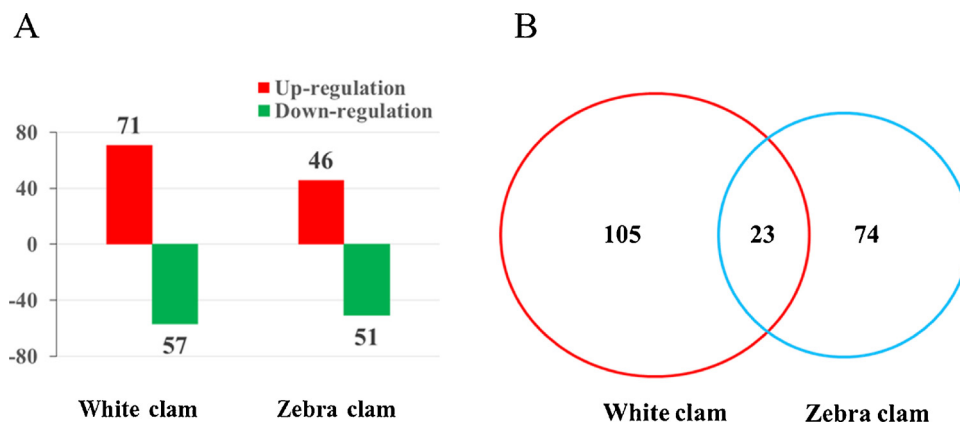 A
Up-regulation
Down-regulation
80
40
0
-40
-80
71
57
46
51
White clam
Zebra clam
B
105
23
74
White clam
Zebra clam